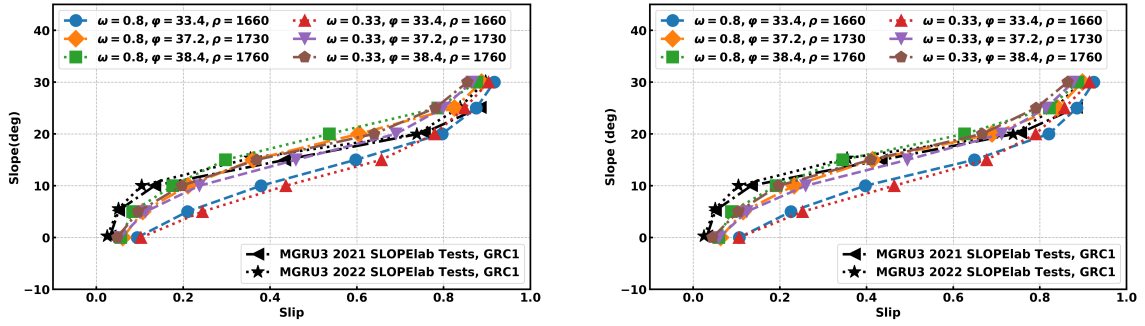 ω = 0.8, φ = 33.4, ρ = 1660
ω = 0.8, φ = 37.2, ρ = 1730
ω = 0.8, φ = 38.4, ρ = 1760
ω = 0.33, φ = 33.4, ρ = 1660
ω = 0.33, φ = 37.2, ρ = 1730
ω = 0.33, φ = 38.4, ρ = 1760
40
30
20
10
0
−10
Slope(deg)
MGRU3 2021 SLOPElab Tests, GRC1
MGRU3 2022 SLOPElab Tests, GRC1
0.0 0.2 0.4 0.6 0.8 1.0
Slip
ω = 0.8, φ = 33.4, ρ = 1660
ω = 0.8, φ = 37.2, ρ = 1730
ω = 0.8, φ = 38.4, ρ = 1760
ω = 0.33, φ = 33.4, ρ = 1660
ω = 0.33, φ = 37.2, ρ = 1730
ω = 0.33, φ = 38.4, ρ = 1760
40
30
20
10
0
−10
Slope(deg)
MGRU3 2021 SLOPElab Tests, GRC1
MGRU3 2022 SLOPElab Tests, GRC1
0.0 0.2 0.4 0.6 0.8 1.0
Slip